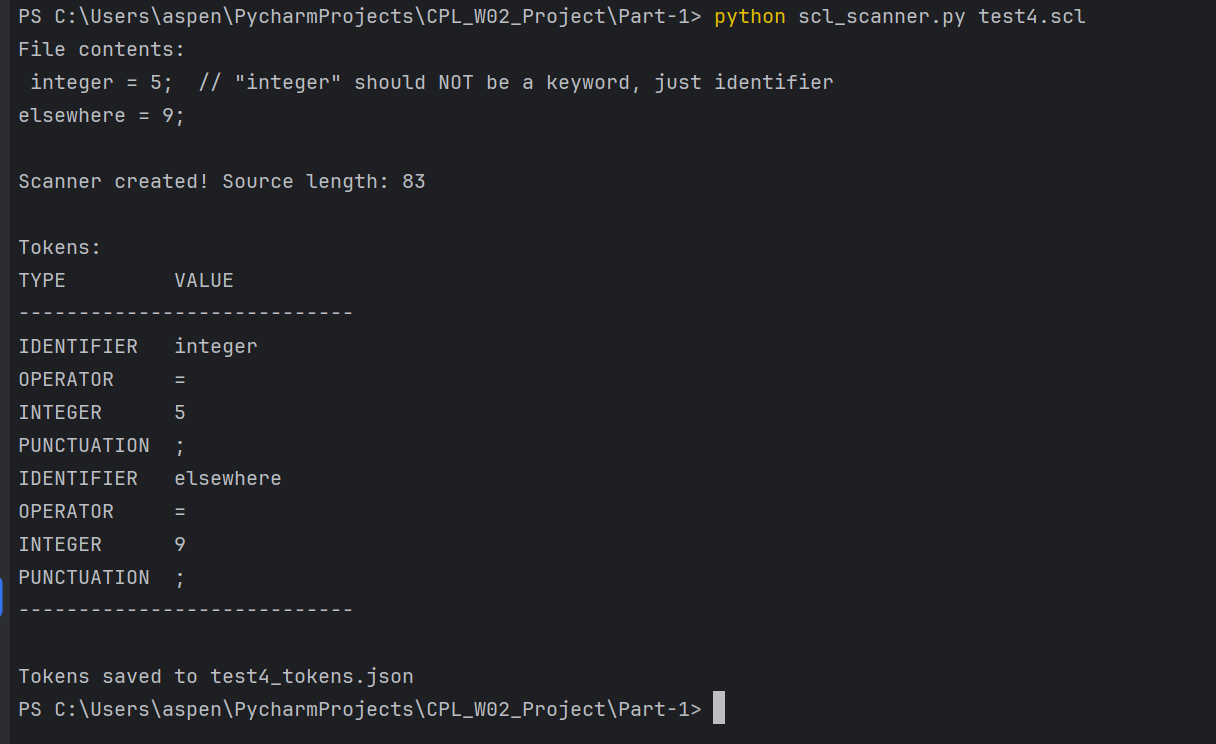 PS C:\Users\aspen\PycharmProjects\CPL_W02_Project\Part-1> python scl_scanner.py test4.scl
File contents:
 integer = 5;  // "integer" should NOT be a keyword, just identifier
elsewhere = 9;
Scanner created! Source length: 83
Tokens:
TYPE         VALUE
----------------------------
IDENTIFIER   integer
OPERATOR     =
INTEGER      5
PUNCTUATION  ;
IDENTIFIER   elsewhere
OPERATOR     =
INTEGER      9
PUNCTUATION  ;
----------------------------
Tokens saved to test4_tokens.json
PS C:\Users\aspen\PycharmProjects\CPL_W02_Project\Part-1>